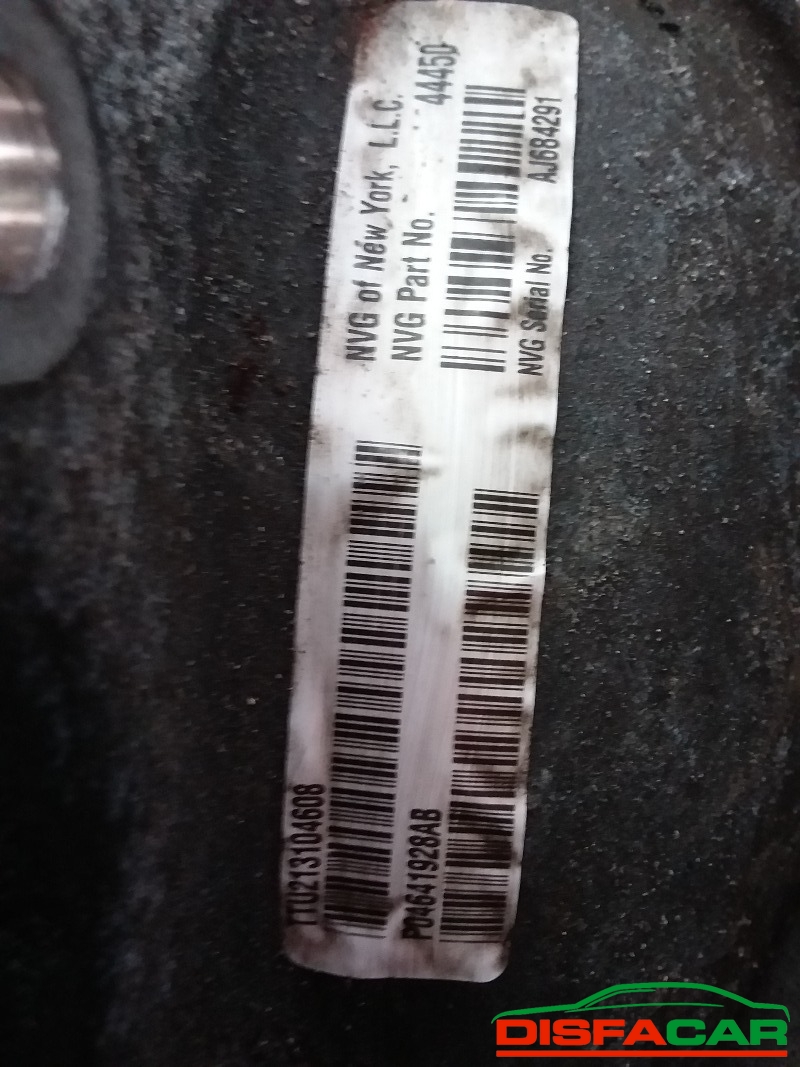 NVG of New York, L.L.C.
NVG Part No. 44450
NVG Serial No. AJ684291
TTU213104608
P04641928AB
DISFACAR